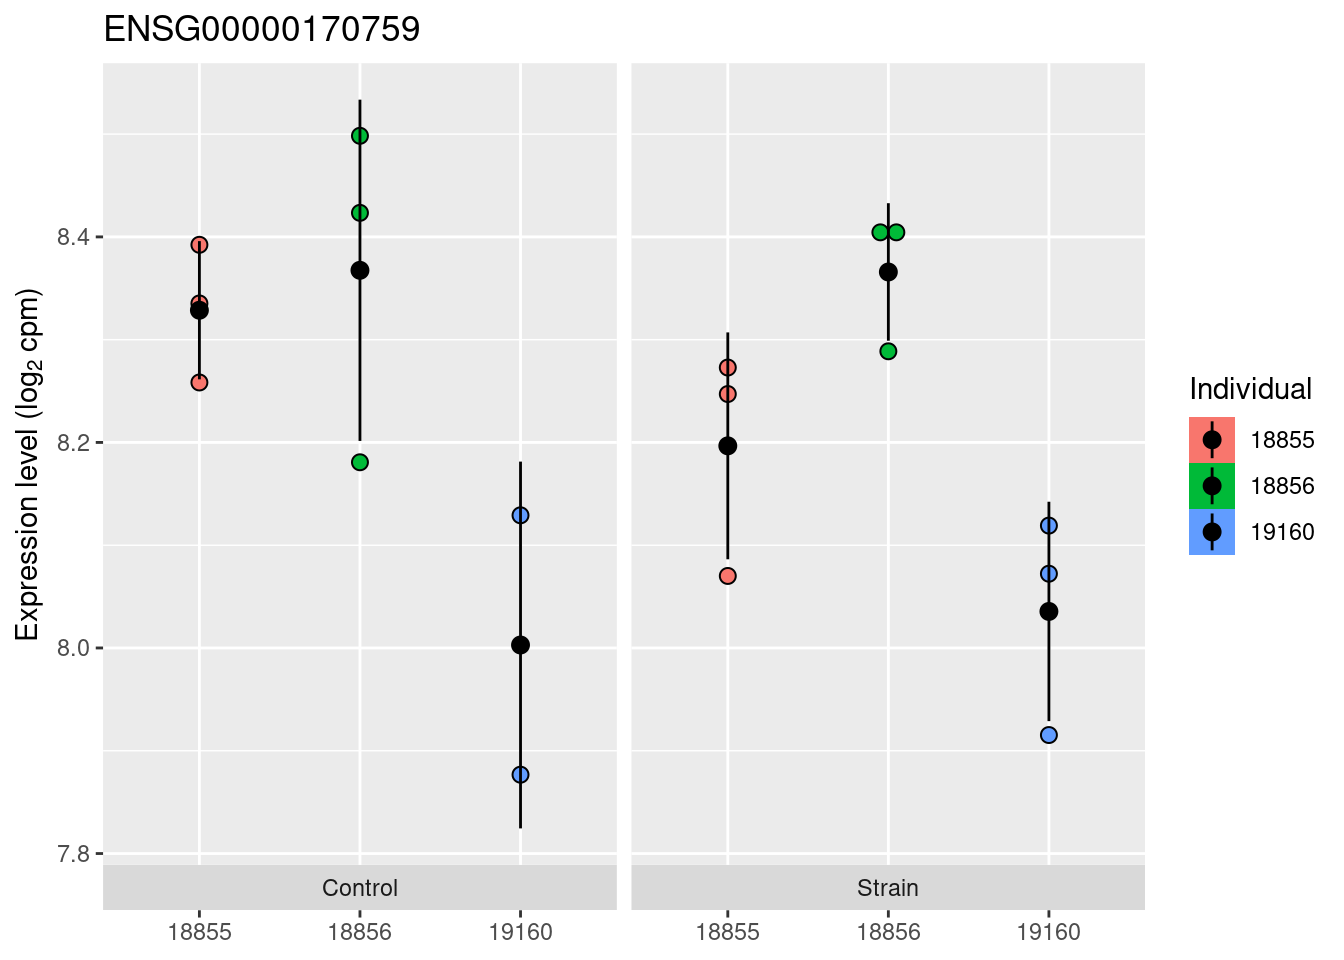 ENSG00000170759
Expression level (log₂ cpm)
8.4
8.2
8.0
7.8
Control
Strain
18855
18856
19160
18855
18856
19160
Individual
18855
18856
19160